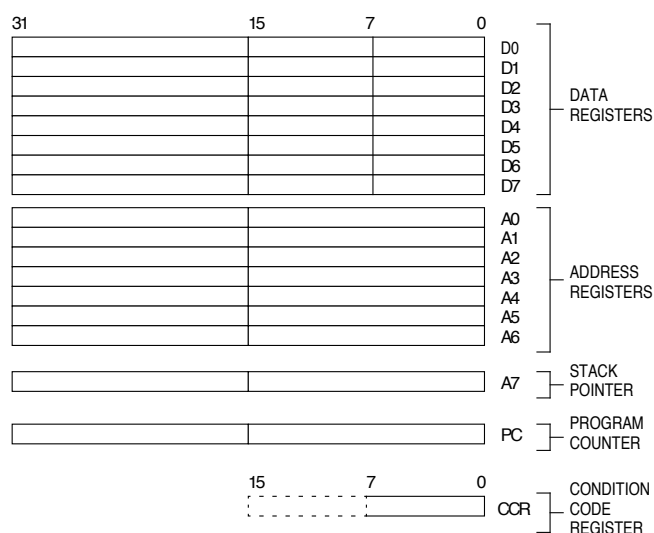 31 15 7 0
D0
D1
D2
D3
D4
D5
D6
D7
DATA
REGISTERS
A0
A1
A2
A3
A4
A5
A6
ADDRESS
REGISTERS
A7
STACK
POINTER
PC
PROGRAM
COUNTER
15 7 0
CCR
CONDITION
CODE
REGISTER